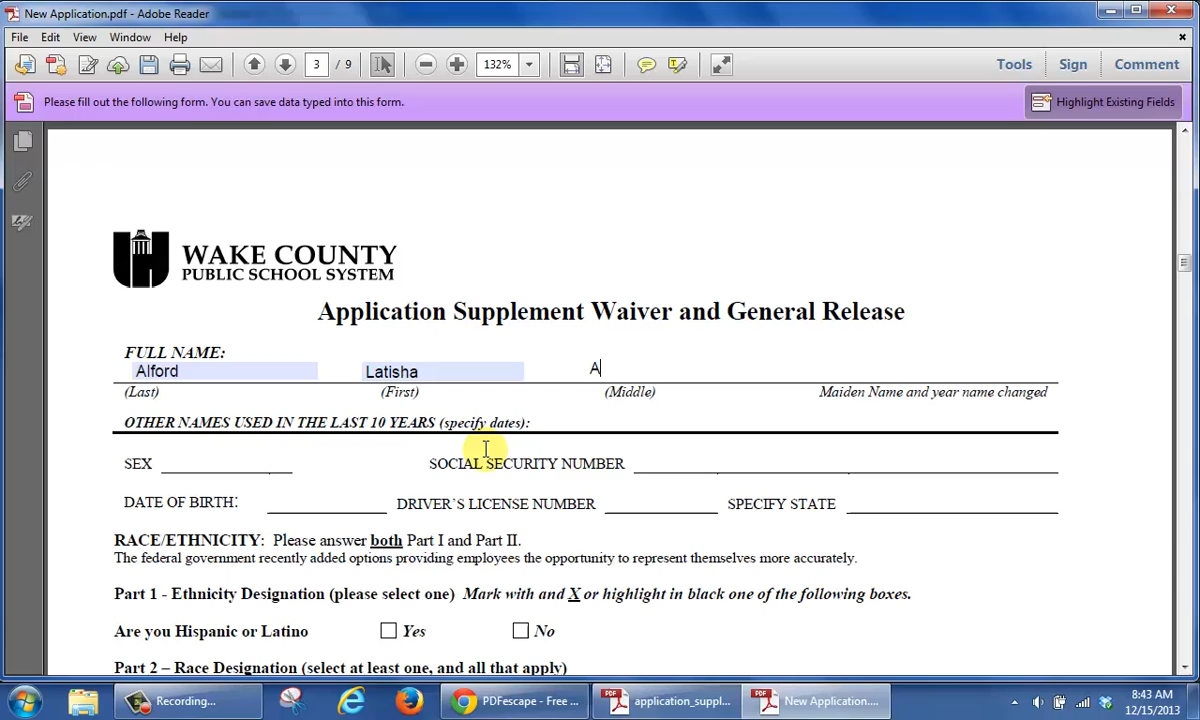 New Application.pdf - Adobe Reader
File Edit View Window Help
3 / 9 132% Tools Sign Comment
Please fill out the following form. You can save data typed into this form. Highlight Existing Fields
WAKE COUNTY
PUBLIC SCHOOL SYSTEM
Application Supplement Waiver and General Release
FULL NAME:
Alford Latisha A
(Last) (First) (Middle) Maiden Name and year name changed
OTHER NAMES USED IN THE LAST 10 YEARS (specify dates):
SEX SOCIAL SECURITY NUMBER
DATE OF BIRTH: DRIVER`S LICENSE NUMBER SPECIFY STATE
RACE/ETHNICITY: Please answer both Part I and Part II.
The federal government recently added options providing employees the opportunity to represent themselves more accurately.
Part 1 - Ethnicity Designation (please select one) Mark with and X or highlight in black one of the following boxes.
Are you Hispanic or Latino Yes No
Part 2 – Race Designation (select at least one, and all that apply)
Recording... PDFescape - Free ... application_suppl... New Application.... 8:43 AM
12/15/2013